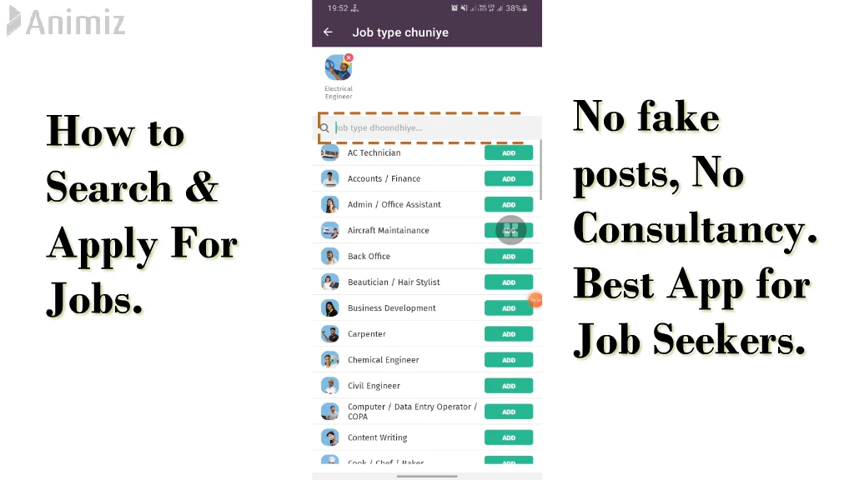 Animiz
19:52
38%
Job type chuniye
Electrical
Engineer
How to
Search &
Apply For
Jobs.
Job type dhoondhiye...
AC Technician ADD
Accounts / Finance ADD
Admin / Office Assistant ADD
Aircraft Maintainance
Back Office ADD
Beautician / Hair Stylist ADD
Business Development ADD
Carpenter ADD
Chemical Engineer ADD
Civil Engineer ADD
Computer / Data Entry Operator /
COPA ADD
Content Writing ADD
Cook / Chef / Baker ADD
No fake
posts, No
Consultancy.
Best App for
Job Seekers.